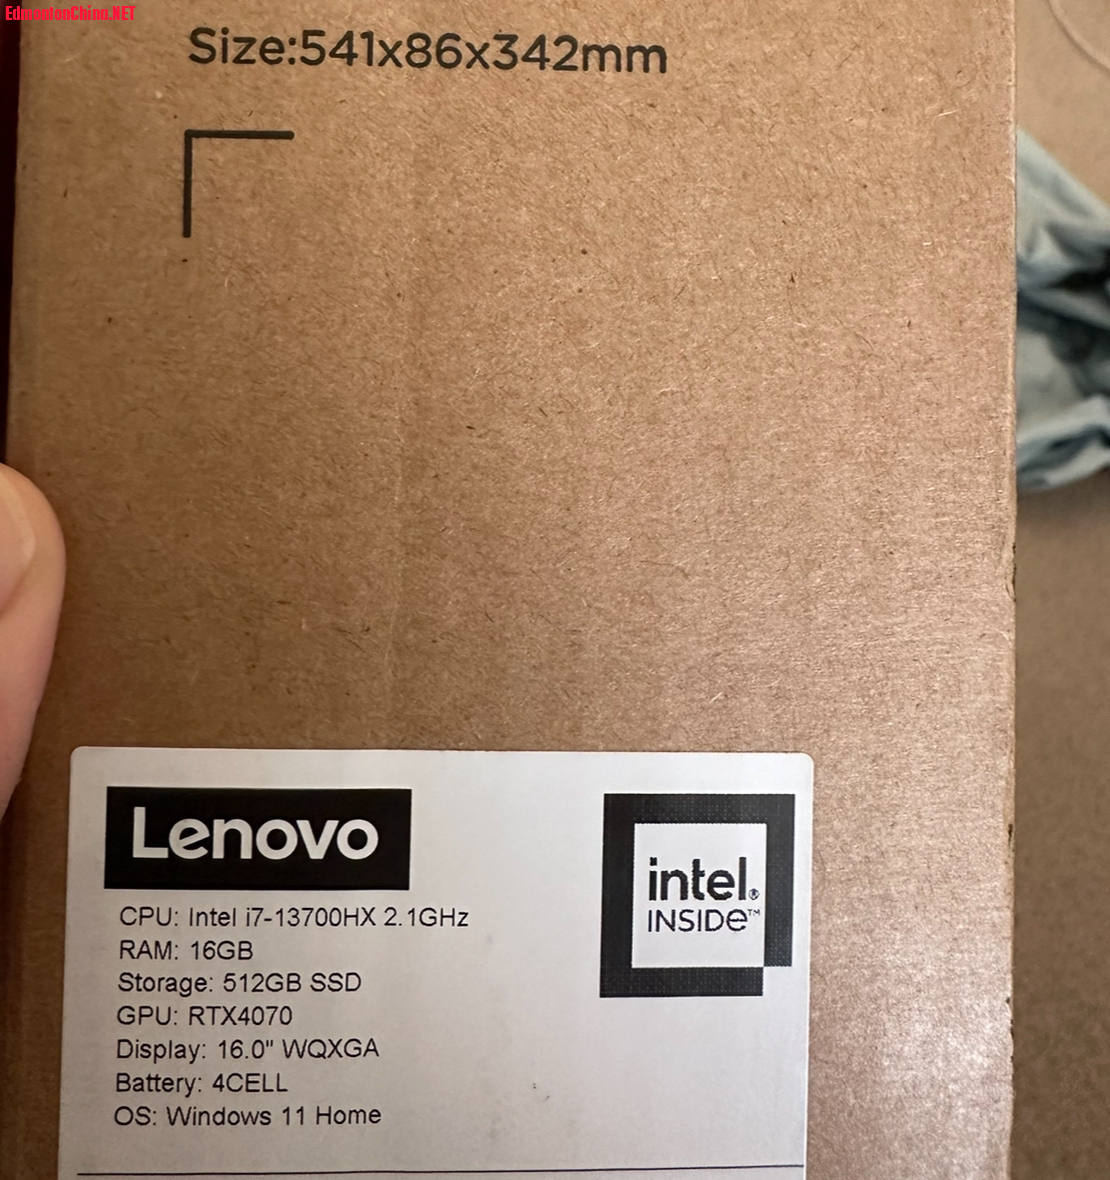 EdmontonChina.NET
Size:541x86x342mm
Lenovo
intel®
INSIDE™
CPU: Intel i7-13700HX 2.1GHz
RAM: 16GB
Storage: 512GB SSD
GPU: RTX4070
Display: 16.0" WQXGA
Battery: 4CELL
OS: Windows 11 Home